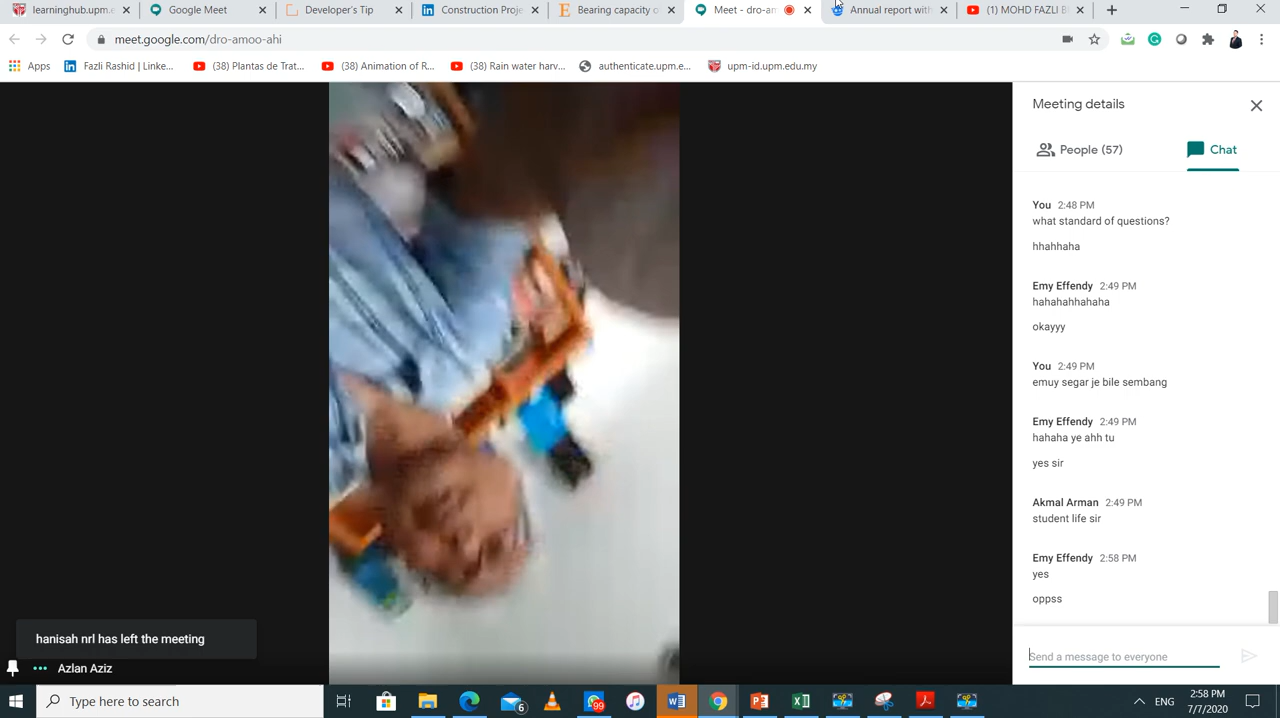 learninghub.upm.e
Google Meet
Developer's Tip
Construction Proje
Bearing capacity o
Meet - dro-am
Annual report with
(1) MOHD FAZLI B
meet.google.com/dro-amoo-ahi
Apps
Fazli Rashid | Linke...
(38) Plantas de Trat...
(38) Animation of R...
(38) Rain water harv...
authenticate.upm.e...
upm-id.upm.edu.my
Meeting details
People (57)
Chat
You 2:48 PM
what standard of questions?
hhahhaha
Emy Effendy 2:49 PM
hahahahhahaha
okayyy
You 2:49 PM
emuy segar je bile sembang
Emy Effendy 2:49 PM
hahaha ye ahh tu
yes sir
Akmal Arman 2:49 PM
student life sir
Emy Effendy 2:58 PM
yes
oppss
Send a message to everyone
hanisah nrl has left the meeting
Azlan Aziz
Type here to search
6
99
ENG
2:58 PM
7/7/2020